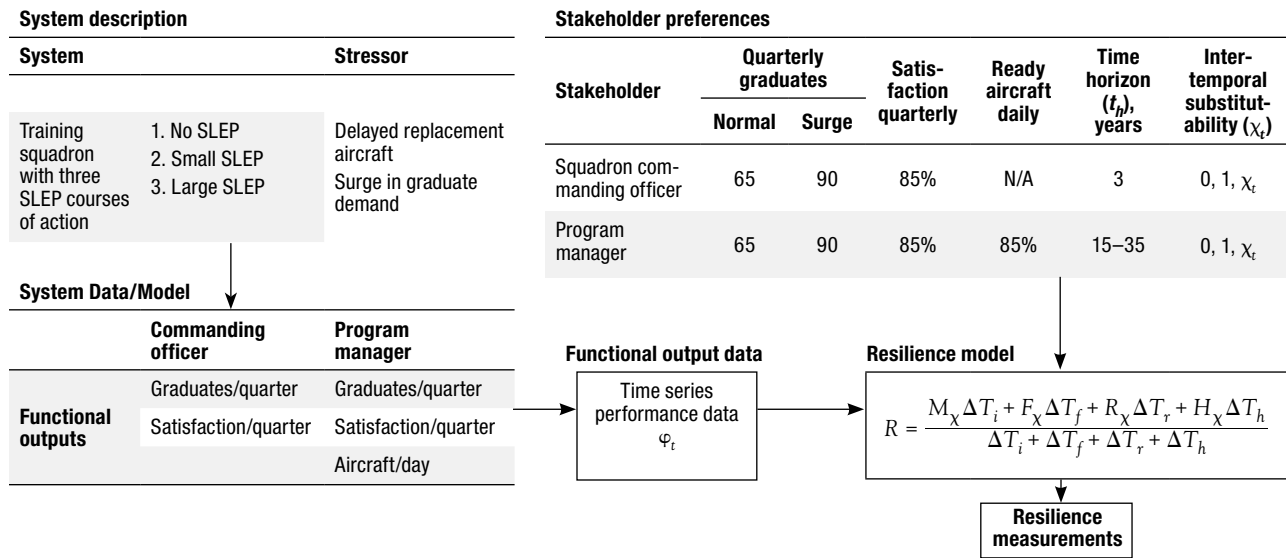 System description
System Stressor
Training squadron with three SLEP courses of action
1. No SLEP
2. Small SLEP
3. Large SLEP
Delayed replacement aircraft
Surge in graduate demand
Stakeholder preferences
Stakeholder
Quarterly graduates
Normal Surge
Satis-
faction
quarterly
Ready
aircraft
daily
Time
horizon
(t_h),
years
Inter-
temporal
substitut-
ability (χ_t)
Squadron com-
manding officer
65 90 85% N/A 3 0, 1, χ_t
Program
manager
65 90 85% 85% 15–35 0, 1, χ_t
System Data/Model
Commanding
officer
Program
manager
Functional
outputs
Graduates/quarter Graduates/quarter
Satisfaction/quarter Satisfaction/quarter
Aircraft/day
Functional output data
Time series
performance data
φ_t
Resilience model
R = (M_χ ΔT_i + F_χ ΔT_f + R_χ ΔT_r + H_χ ΔT_h) / (ΔT_i + ΔT_f + ΔT_r + ΔT_h)
Resilience
measurements